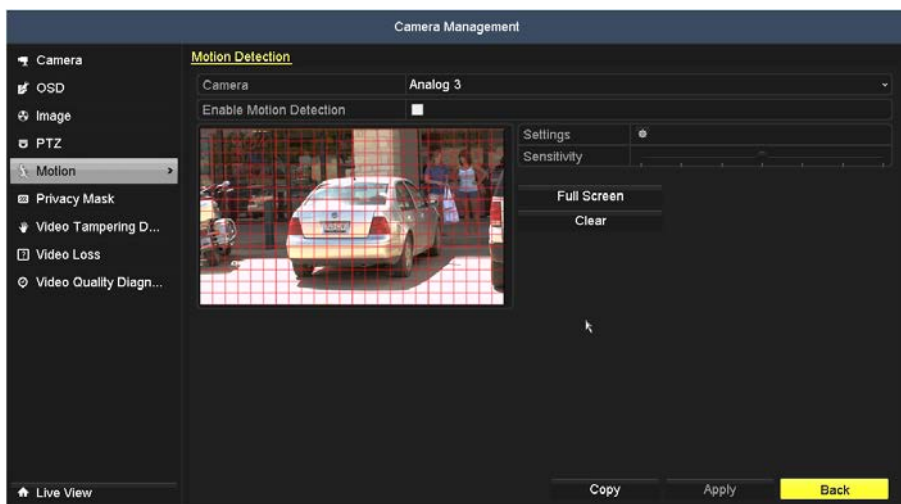 Camera Management
Camera
OSD
Image
PTZ
Motion
Privacy Mask
Video Tampering D...
Video Loss
Video Quality Diagn...
Live View
Motion Detection
Camera Analog 3
Enable Motion Detection
Settings
Sensitivity
Full Screen
Clear
Copy Apply Back